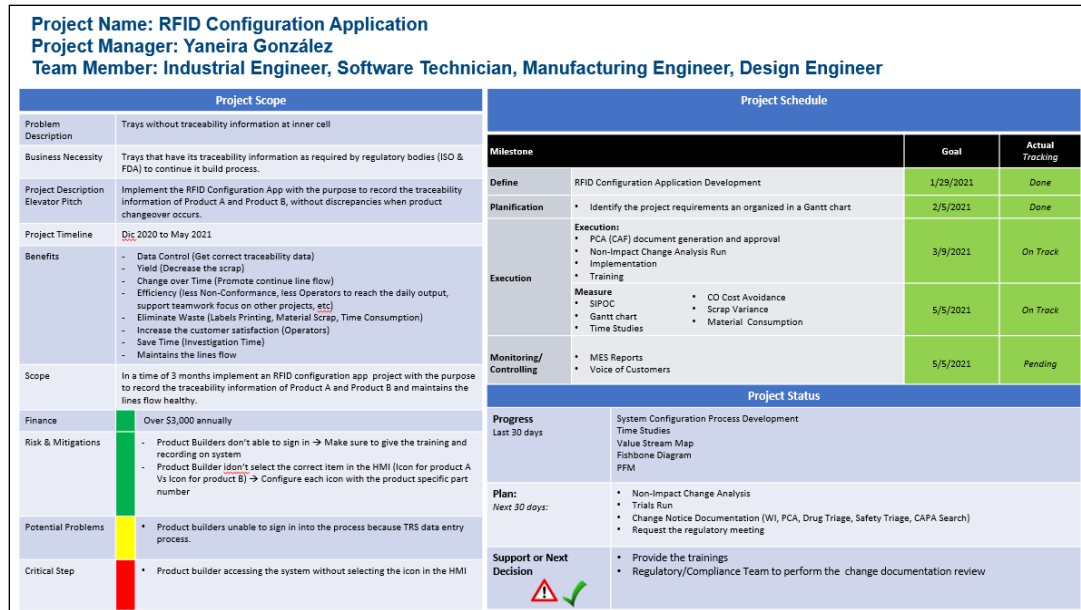 Project Name: RFID Configuration Application
Project Manager: Yaneira González
Team Member: Industrial Engineer, Software Technician, Manufacturing Engineer, Design Engineer
Project Scope
Problem
Description
Trays without traceability information at inner cell
Business Necessity
Trays that have its traceability information as required by regulatory bodies (ISO &
FDA) to continue it build process.
Project Description
Elevator Pitch
Implement the RFID Configuration App with the purpose to record the traceability
information of Product A and Product B, without discrepancies when product
changeover occurs.
Project Timeline
Dic 2020 to May 2021
Benefits
- Data Control (Get correct traceability data)
- Yield (Decrease the scrap)
- Change over Time (Promote continue line flow)
- Efficiency (less Non-Conformance, less Operators to reach the daily output,
support teamwork focus on other projects, etc)
- Eliminate Waste (Labels Printing, Material Scrap, Time Consumption)
- Increase the customer satisfaction (Operators)
- Save Time (Investigation Time)
- Maintains the lines flow
Scope
In a time of 3 months implement an RFID configuration app project with the purpose
to record the traceability information of Product A and Product B and maintains the
lines flow healthy.
Finance
Over $3,000 annually
Risk & Mitigations
- Product Builders don't able to sign in → Make sure to give the training and
recording on system
- Product Builder idon't select the correct item in the HMI (Icon for product A
Vs Icon for product B) → Configure each icon with the product specific part
number
Potential Problems
• Product builders unable to sign in into the process because TRS data entry
process.
Critical Step
• Product builder accessing the system without selecting the icon in the HMI
Project Schedule
Milestone
Goal
Actual
Tracking
Define
RFID Configuration Application Development
1/29/2021
Done
Planification
• Identify the project requirements an organized in a Gantt chart
2/5/2021
Done
Execution
Execution:
• PCA (CAF) document generation and approval
• Non-Impact Change Analysis Run
• Implementation
• Training
3/9/2021
On Track
Measure
• SIPOC
• Gantt chart
• Time Studies
• CO Cost Avoidance
• Scrap Variance
• Material Consumption
5/5/2021
On Track
Monitoring/
Controlling
• MES Reports
• Voice of Customers
5/5/2021
Pending
Project Status
Progress
Last 30 days
System Configuration Process Development
Time Studies
Value Stream Map
Fishbone Diagram
PFM
Plan:
Next 30 days:
• Non-Impact Change Analysis
• Trials Run
• Change Notice Documentation (WI, PCA, Drug Triage, Safety Triage, CAPA Search)
• Request the regulatory meeting
Support or Next
Decision
• Provide the trainings
• Regulatory/Compliance Team to perform the change documentation review